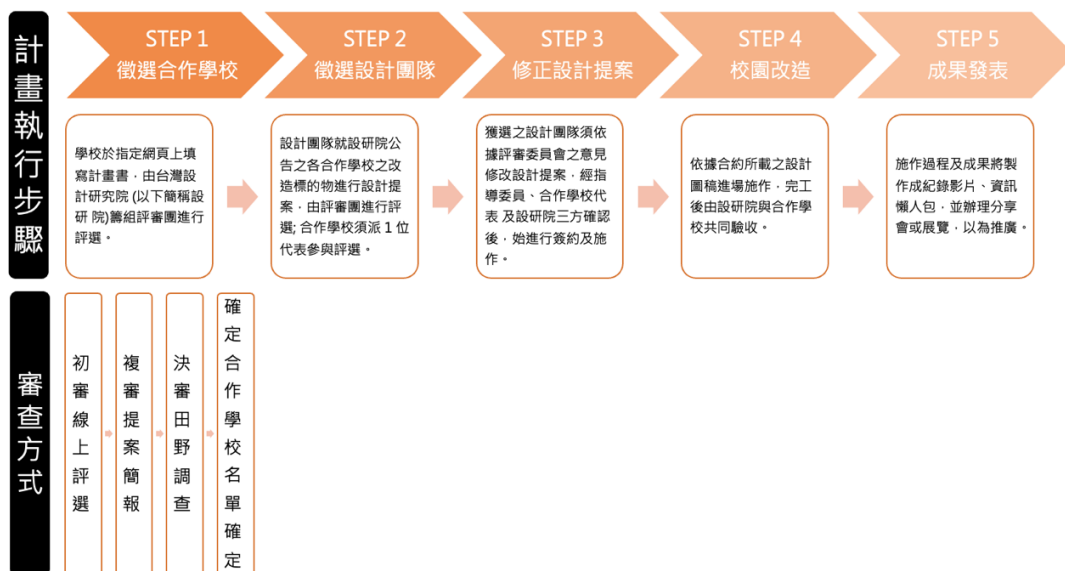 計畫執行步驟
STEP 1
徵選合作學校
STEP 2
徵選設計團隊
STEP 3
修正設計提案
STEP 4
校園改造
STEP 5
成果發表
學校於指定網頁上填
寫計畫書，由台灣設
計研究院 (以下簡稱設
研 院)籌組評審團進行
評選。
設計團隊就設研院公
告之各合作學校之改
造標的物進行設計提
案，由評審團進行評
選; 合作學校須派 1 位
代表參與評選。
獲選之設計團隊須依
據評審委員會之意見
修改設計提案，經指
導委員、合作學校代
表 及設研院三方確認
後，始進行簽約及施
作。
依據合約所載之設計
圖稿進場施作，完工
後由設研院與合作學
校共同驗收。
施作過程及成果將製
作成紀錄影片、資訊
懶人包，並辦理分享
會或展覽，以為推廣。
審查方式
初審線上評選
複審提案簡報
決審田野調查
確定合作學校名單確定